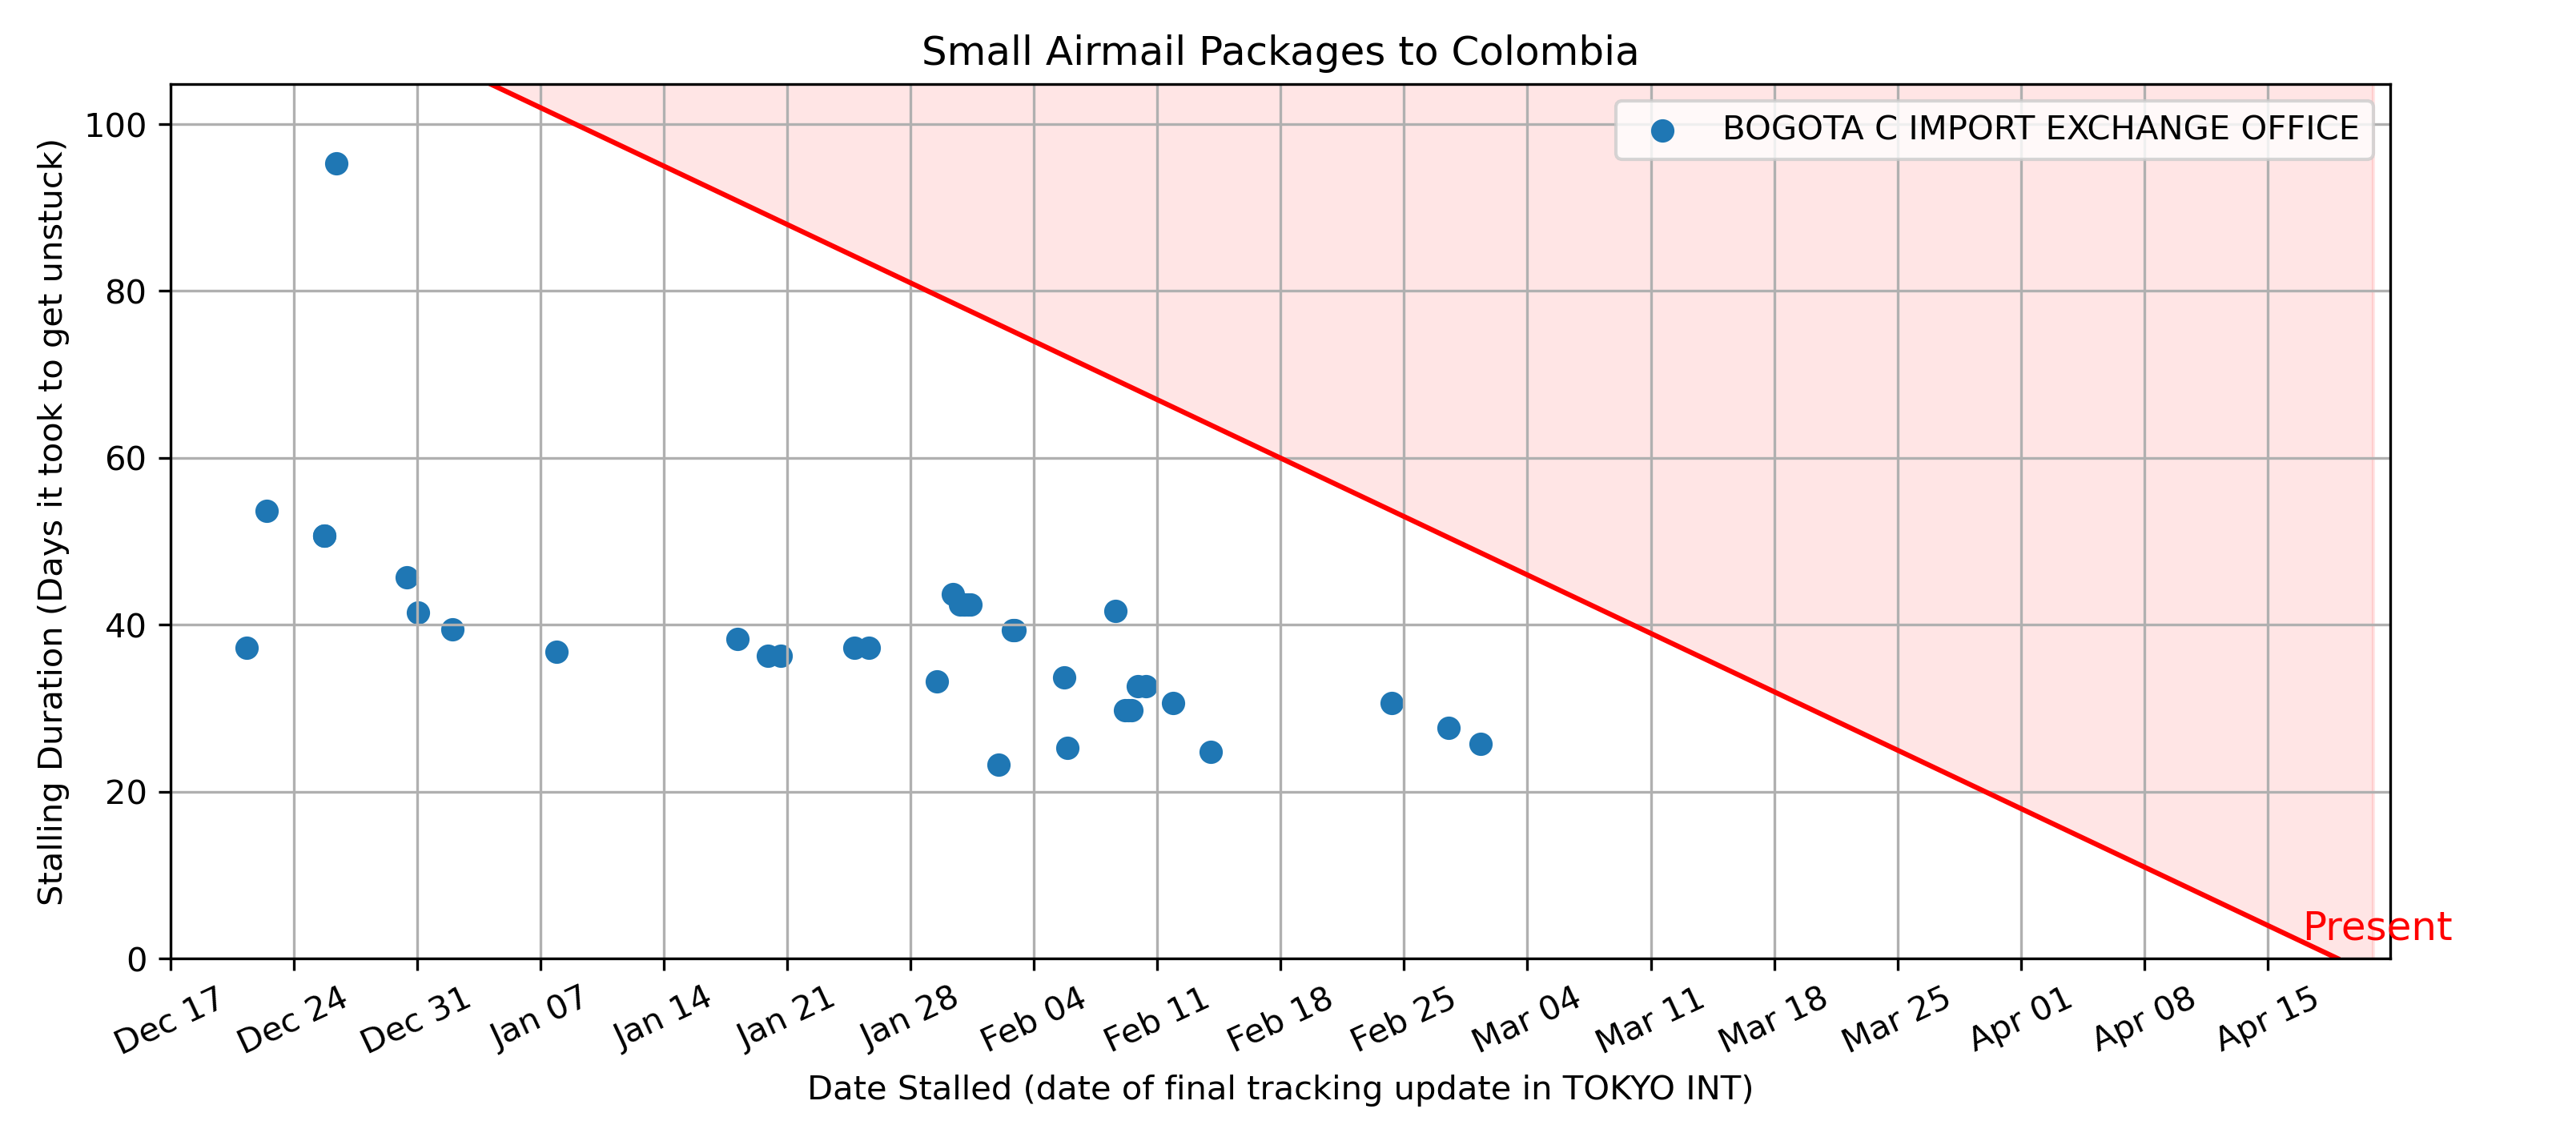 Small Airmail Packages to Colombia
BOGOTA C IMPORT EXCHANGE OFFICE
Stalling Duration (Days it took to get unstuck)
100
80
60
40
20
0
Present
Dec 17 Dec 24 Dec 31 Jan 07 Jan 14 Jan 21 Jan 28 Feb 04 Feb 11 Feb 18 Feb 25 Mar 04 Mar 11 Mar 18 Mar 25 Apr 01 Apr 08 Apr 15
Date Stalled (date of final tracking update in TOKYO INT)